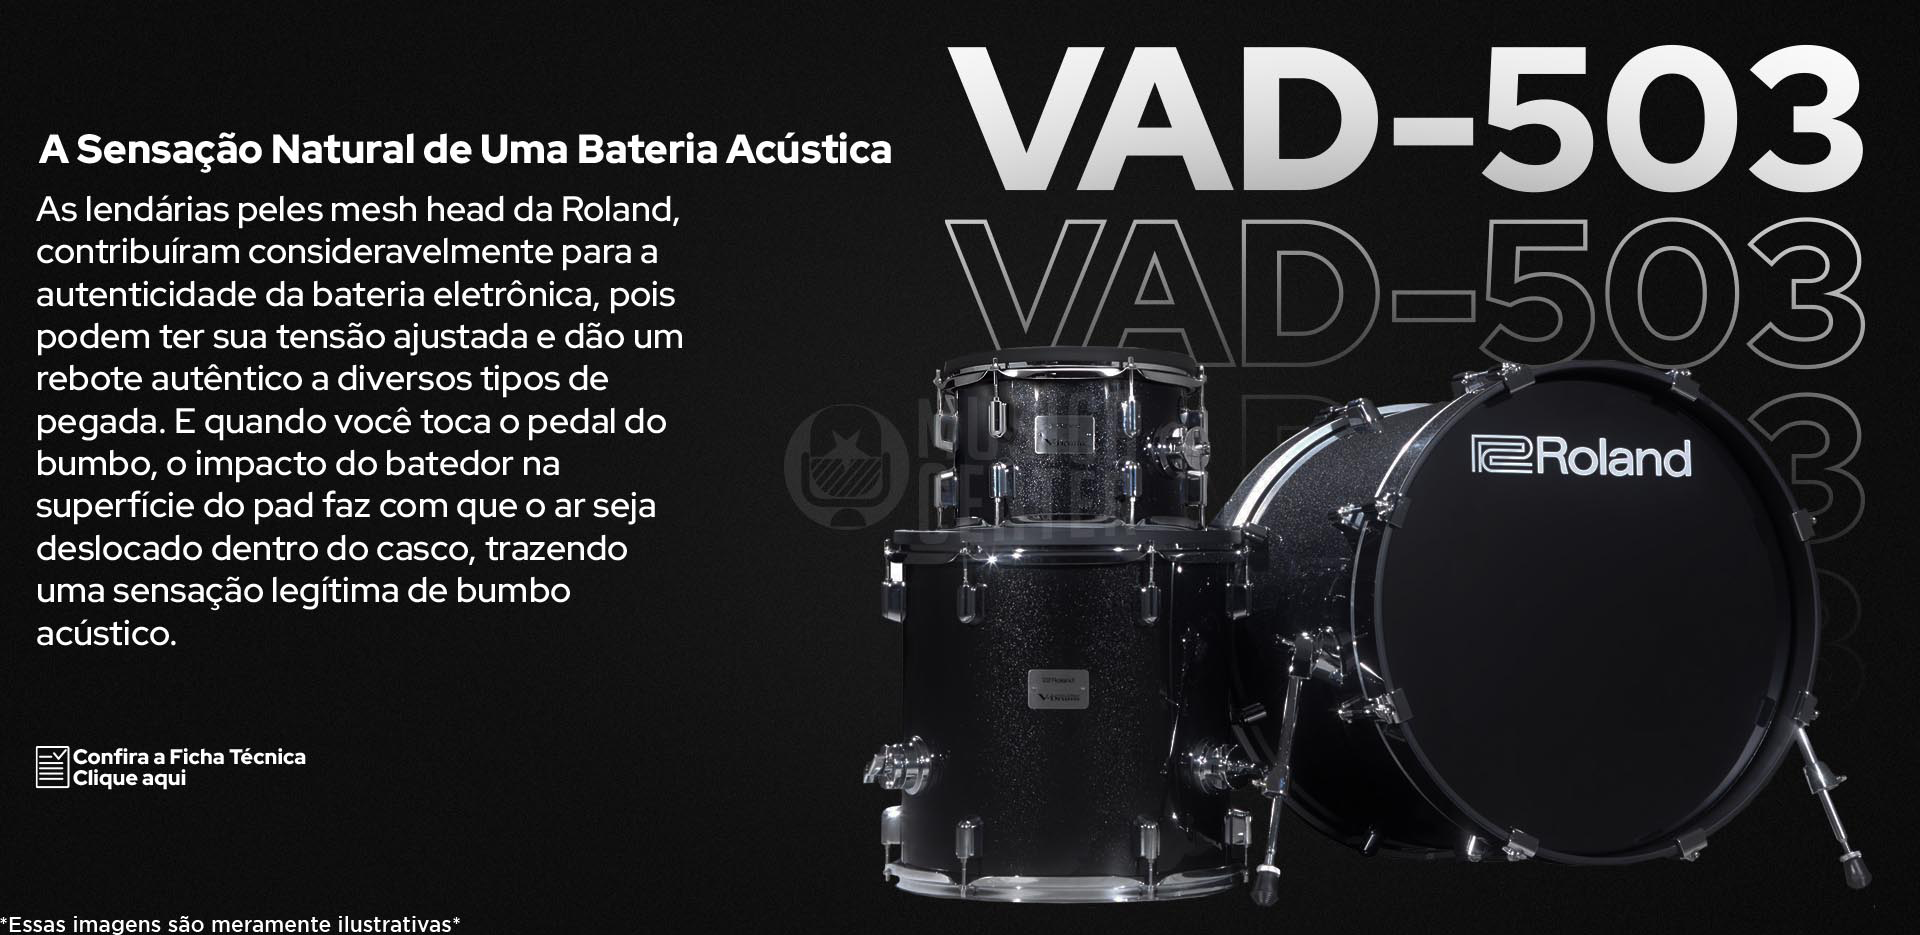 VAD-503
VAD-503
A Sensação Natural de Uma Bateria Acústica
As lendárias peles mesh head da Roland,
contribuíram consideravelmente para a
autenticidade da bateria eletrônica, pois
podem ter sua tensão ajustada e dão um
rebote autêntico a diversos tipos de
pegada. E quando você toca o pedal do
bumbo, o impacto do batedor na
superfície do pad faz com que o ar seja
deslocado dentro do casco, trazendo
uma sensação legítima de bumbo
acústico.
Roland
Roland
V-Drums
Confira a Ficha Técnica
Clique aqui
*Essas imagens são meramente ilustrativas*